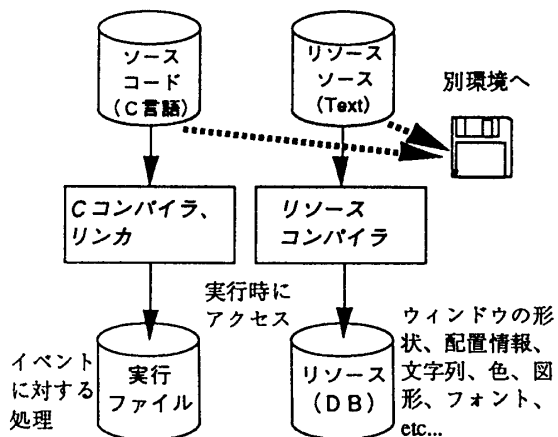 ソース
コード
(C言語)
リソース
ソース
(Text)
別環境へ
Cコンパイラ、
リンカ
リソース
コンパイラ
実行時に
アクセス
イベント
に対する
処理
実行
ファイル
リソース
(DB)
ウィンドウの形
状、配置情報、
文字列、色、図
形、フォント、
etc...